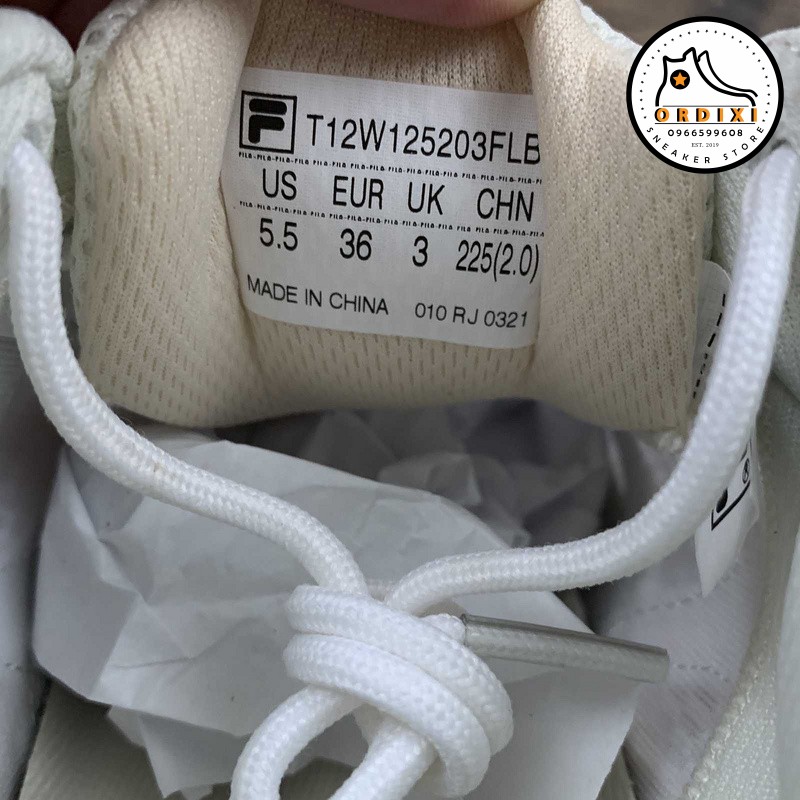 T12W125203FLB
US EUR UK CHN
5.5 36 3 225(2.0)
MADE IN CHINA 010 RJ 0321
ORDIXI
0966599608
EST. 2019
SNEAKER STORE